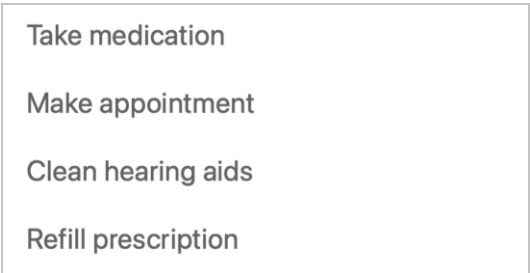 Take medication
Make appointment
Clean hearing aids
Refill prescription